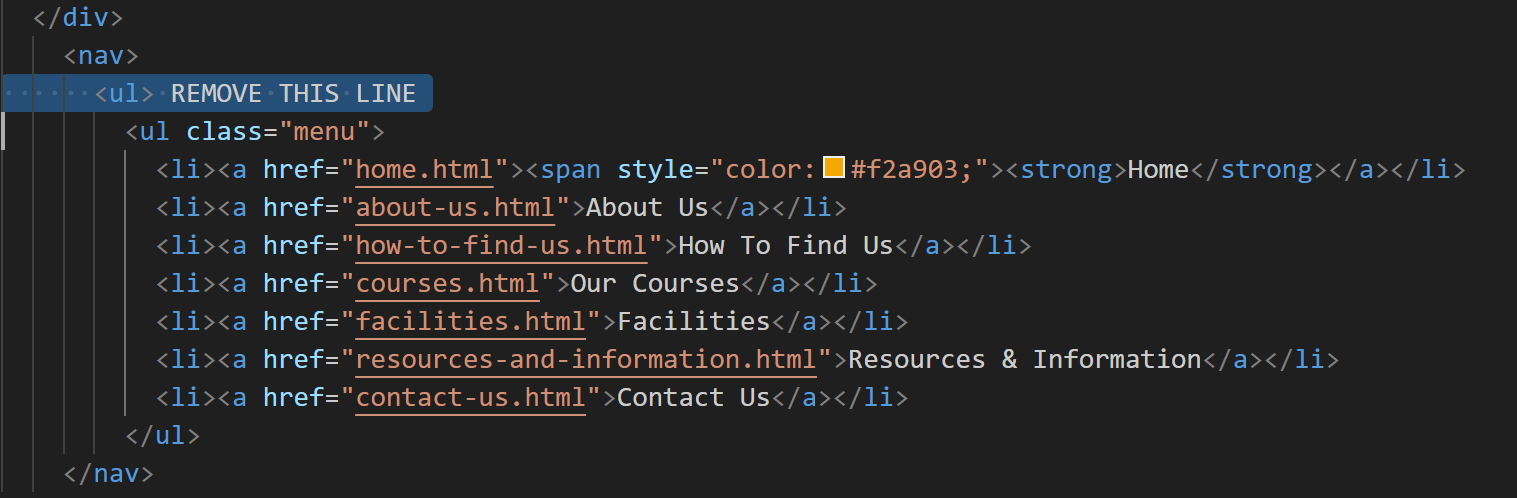 </div>
<nav>
<ul> REMOVE THIS LINE
<ul class="menu">
<li><a href="home.html"><span style="color:#f2a903;"><strong>Home</strong></a></li>
<li><a href="about-us.html">About Us</a></li>
<li><a href="how-to-find-us.html">How To Find Us</a></li>
<li><a href="courses.html">Our Courses</a></li>
<li><a href="facilities.html">Facilities</a></li>
<li><a href="resources-and-information.html">Resources & Information</a></li>
<li><a href="contact-us.html">Contact Us</a></li>
</ul>
</nav>